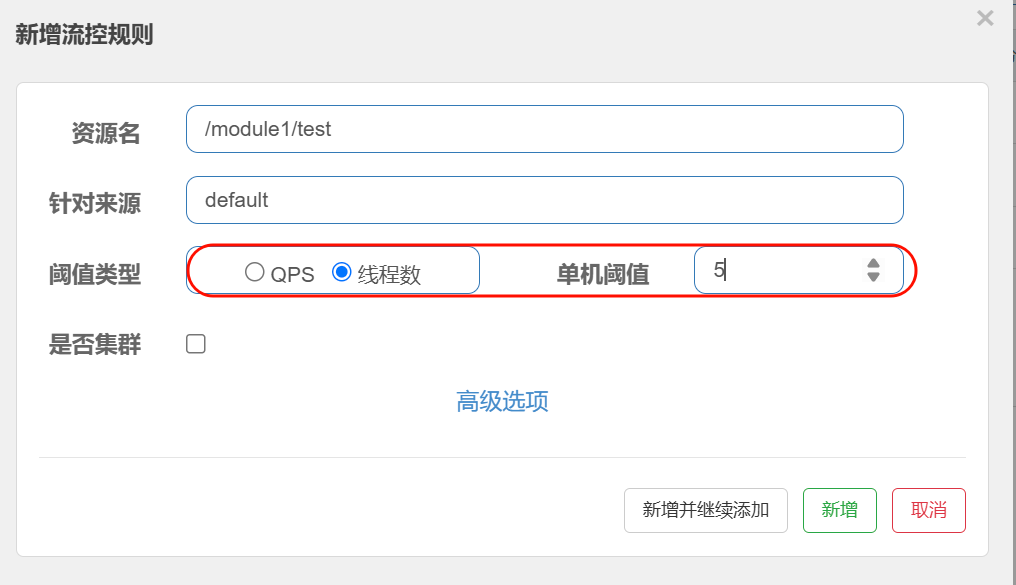 新增流控规则
×
资源名 /module1/test
针对来源 default
阈值类型 QPS 线程数 单机阈值 5
是否集群
高级选项
新增并继续添加 新增 取消